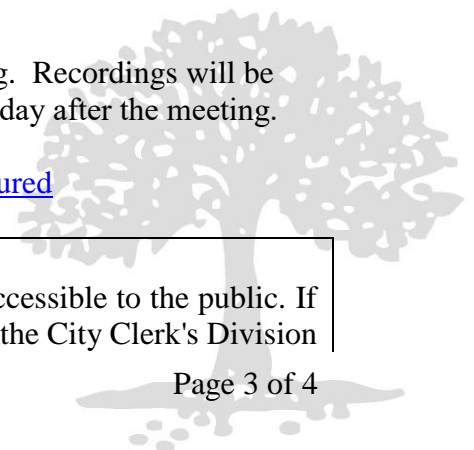 g. Recordings will be
day after the meeting.
ured
ccessible to the public. If
the City Clerk's Division
Page 3 of 4